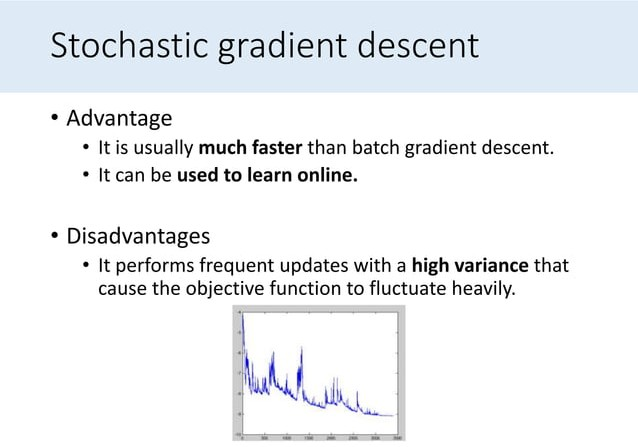 Stochastic gradient descent
• Advantage
• It is usually much faster than batch gradient descent.
• It can be used to learn online.
• Disadvantages
• It performs frequent updates with a high variance that
cause the objective function to fluctuate heavily.